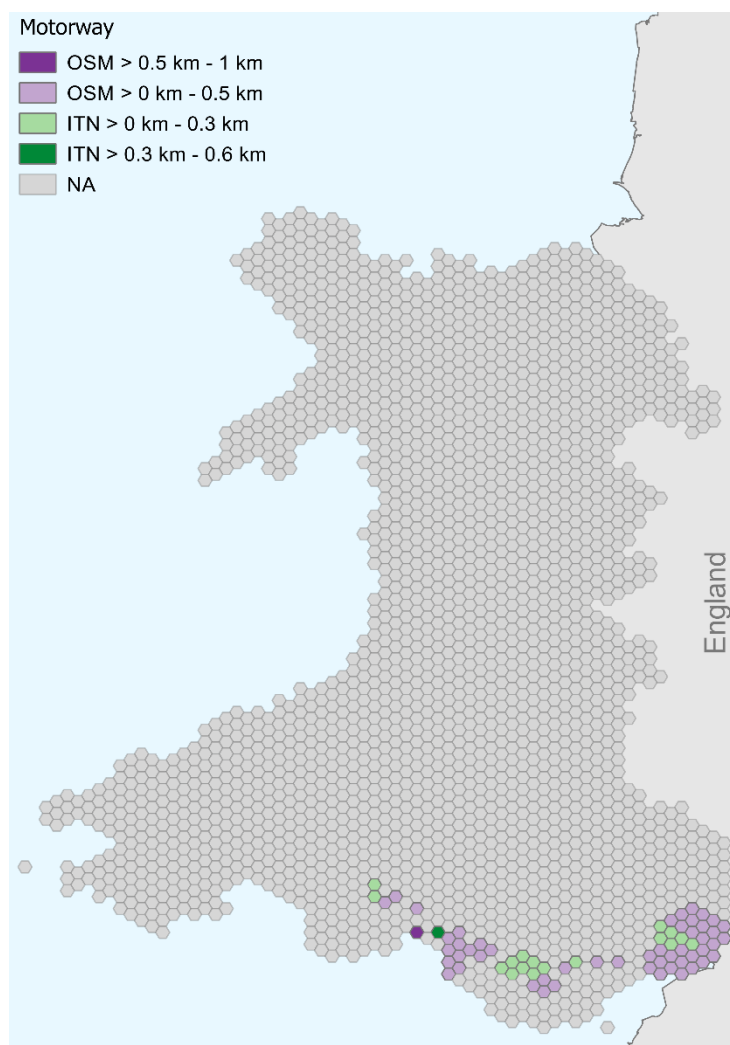 Motorway
OSM > 0.5 km - 1 km
OSM > 0 km - 0.5 km
ITN > 0 km - 0.3 km
ITN > 0.3 km - 0.6 km
NA
England